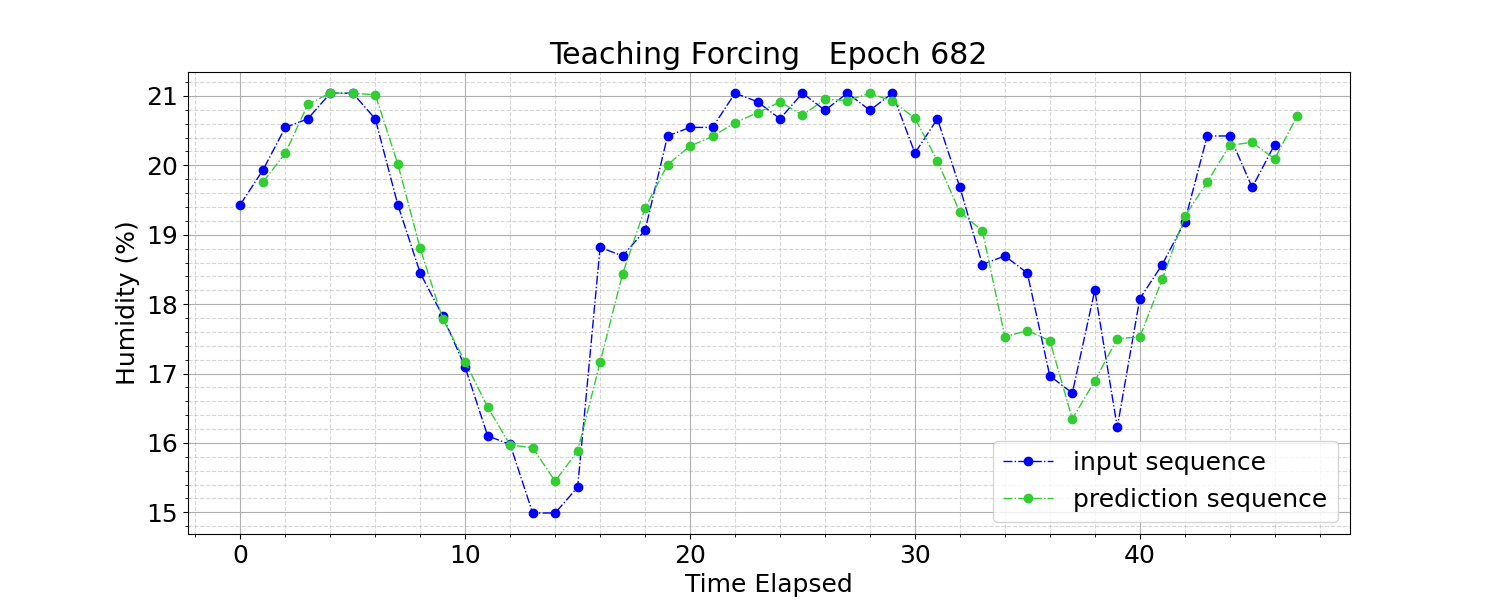 Teaching Forcing   Epoch 682
Humidity (%)
21
20
19
18
17
16
15
input sequence
prediction sequence
0 10 20 30 40
Time Elapsed